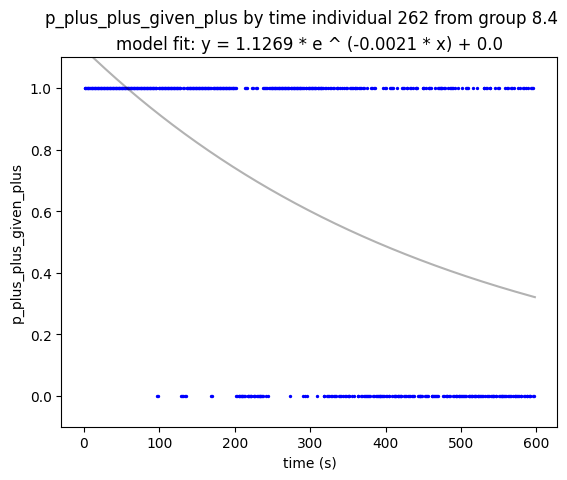 p_plus_plus_given_plus by time individual 262 from group 8.4
model fit: y = 1.1269 * e ^ (-0.0021 * x) + 0.0
1.0
0.8
0.6
0.4
0.2
0.0
p_plus_plus_given_plus
0 100 200 300 400 500 600
time (s)